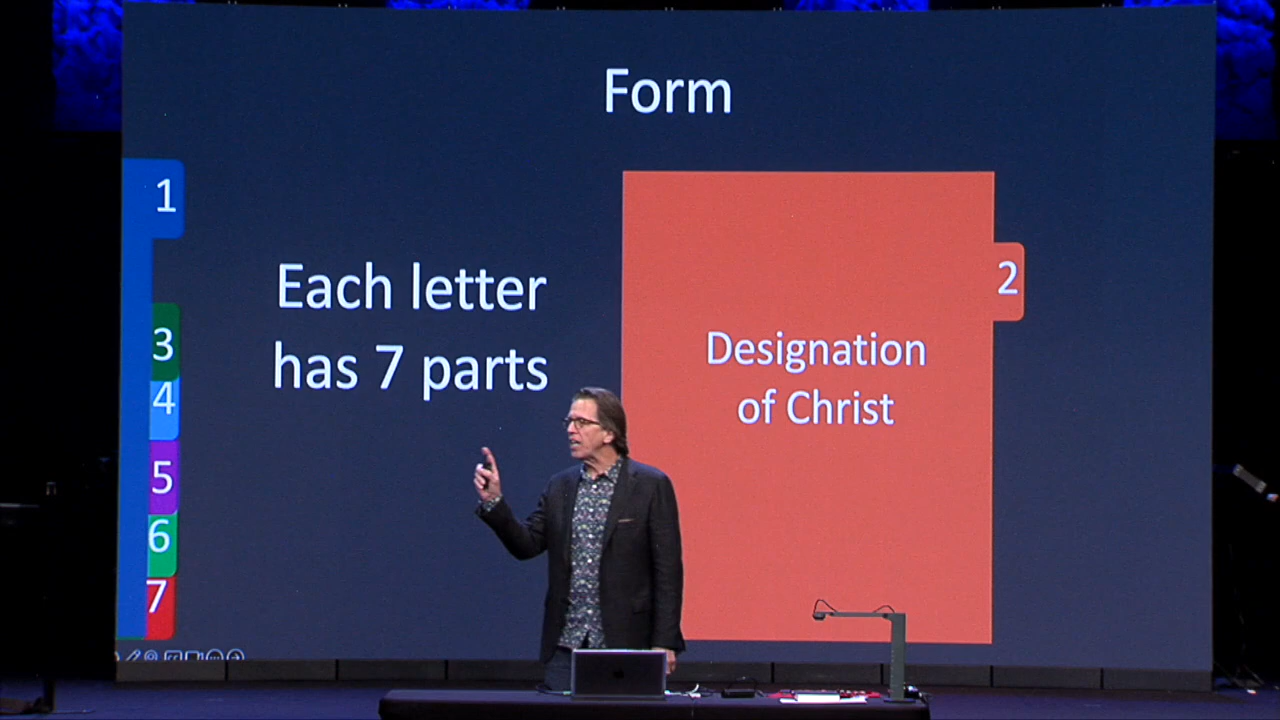 Form
1
3
4
5
6
7
Each letter
has 7 parts
2
Designation
of Christ